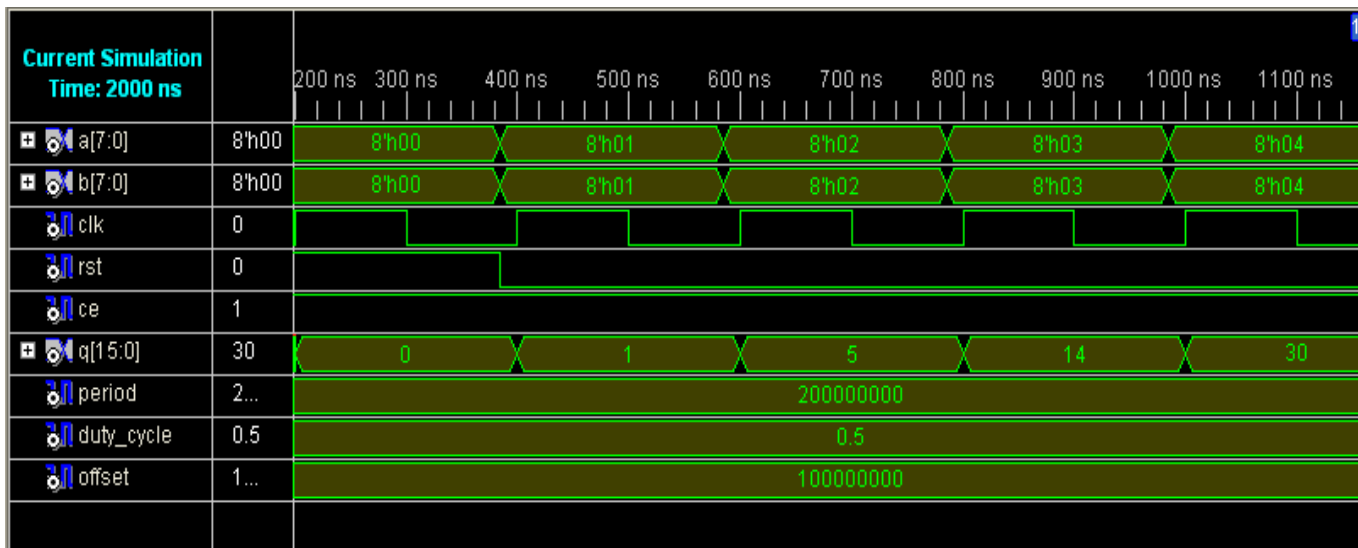 Current Simulation
Time: 2000 ns
200 ns 300 ns 400 ns 500 ns 600 ns 700 ns 800 ns 900 ns 1000 ns 1100 ns
a[7:0] 8'h00 8'h00 8'h01 8'h02 8'h03 8'h04
b[7:0] 8'h00 8'h00 8'h01 8'h02 8'h03 8'h04
clk 0
rst 0
ce 1
q[15:0] 30 0 1 5 14 30
period 2... 200000000
duty_cycle 0.5 0.5
offset 1... 100000000